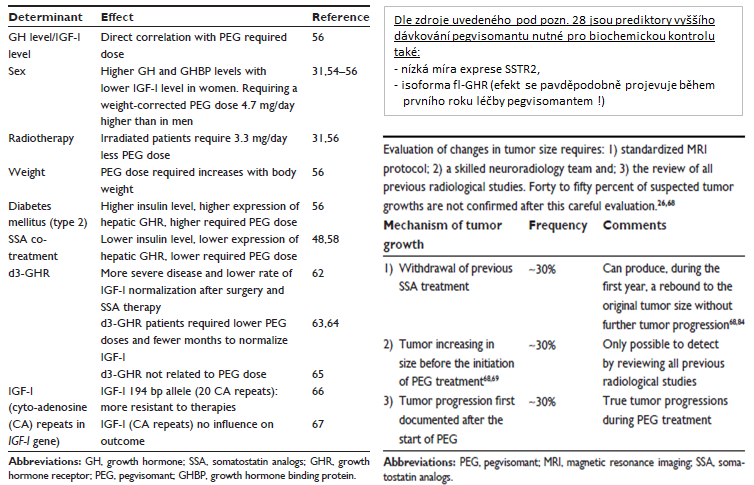 Determinant Effect Reference
GH level/IGF-I Direct correlation with PEG required 56
level dose
Sex Higher GH and GHBP levels with 31,54–56
lower IGF-I level in women. Requiring a
weight-corrected PEG dose 4.7 mg/day
higher than in men
Radiotherapy Irradiated patients require 3.3 mg/day 31,56
less PEG dose
Weight PEG dose required increases with body 56
weight
Diabetes Higher insulin level, higher expression of 56
mellitus (type 2) hepatic GHR, higher required PEG dose
SSA co- Lower insulin level, lower expression of 48,58
treatment hepatic GHR, lower required PEG dose
d3-GHR More severe disease and lower rate of 62
IGF-I normalization after surgery and
SSA therapy
d3-GHR patients required lower PEG 63,64
doses and fewer months to normalize
IGF-I
d3-GHR not related to PEG dose 65
IGF-I IGF-I 194 bp allele (20 CA repeats): 66
(cyto-adenosine more resistant to therapies
(CA) repeats in IGF-I (CA repeats) no influence on 67
IGF-I gene) outcome
Abbreviations: GH, growth hormone; SSA, somatostatin analogs; GHR, growth
hormone receptor; PEG, pegvisomant; GHBP, growth hormone binding protein.
Dle zdroje uvedeného pod pozn. 28 jsou prediktory vyššího
dávkování pegvisomantu nutné pro biochemickou kontrolu
také:
- nízká míra exprese SSTR2,
- isoforma fl-GHR (efekt se pavděpodobně projevuje během
prvního roku léčby pegvisomantem !)
Evaluation of changes in tumor size requires: 1) standardized MRI
protocol; 2) a skilled neuroradiology team and; 3) the review of all
previous radiological studies. Forty to fifty percent of suspected tumor
growths are not confirmed after this careful evaluation.26,68
Mechanism of tumor Frequency Comments
growth
1) Withdrawal of previous ~30% Can produce, during the
SSA treatment first year, a rebound to the
original tumor size without
further tumor progression68,84
2) Tumor increasing in ~30% Only possible to detect
size before the initiation by reviewing all previous
of PEG treatment68,69 radiological studies
3) Tumor progression first ~30% True tumor progressions
documented after the during PEG treatment
start of PEG
Abbreviations: PEG, pegvisomant; MRI, magnetic resonance imaging; SSA, soma-
tostatin analogs.